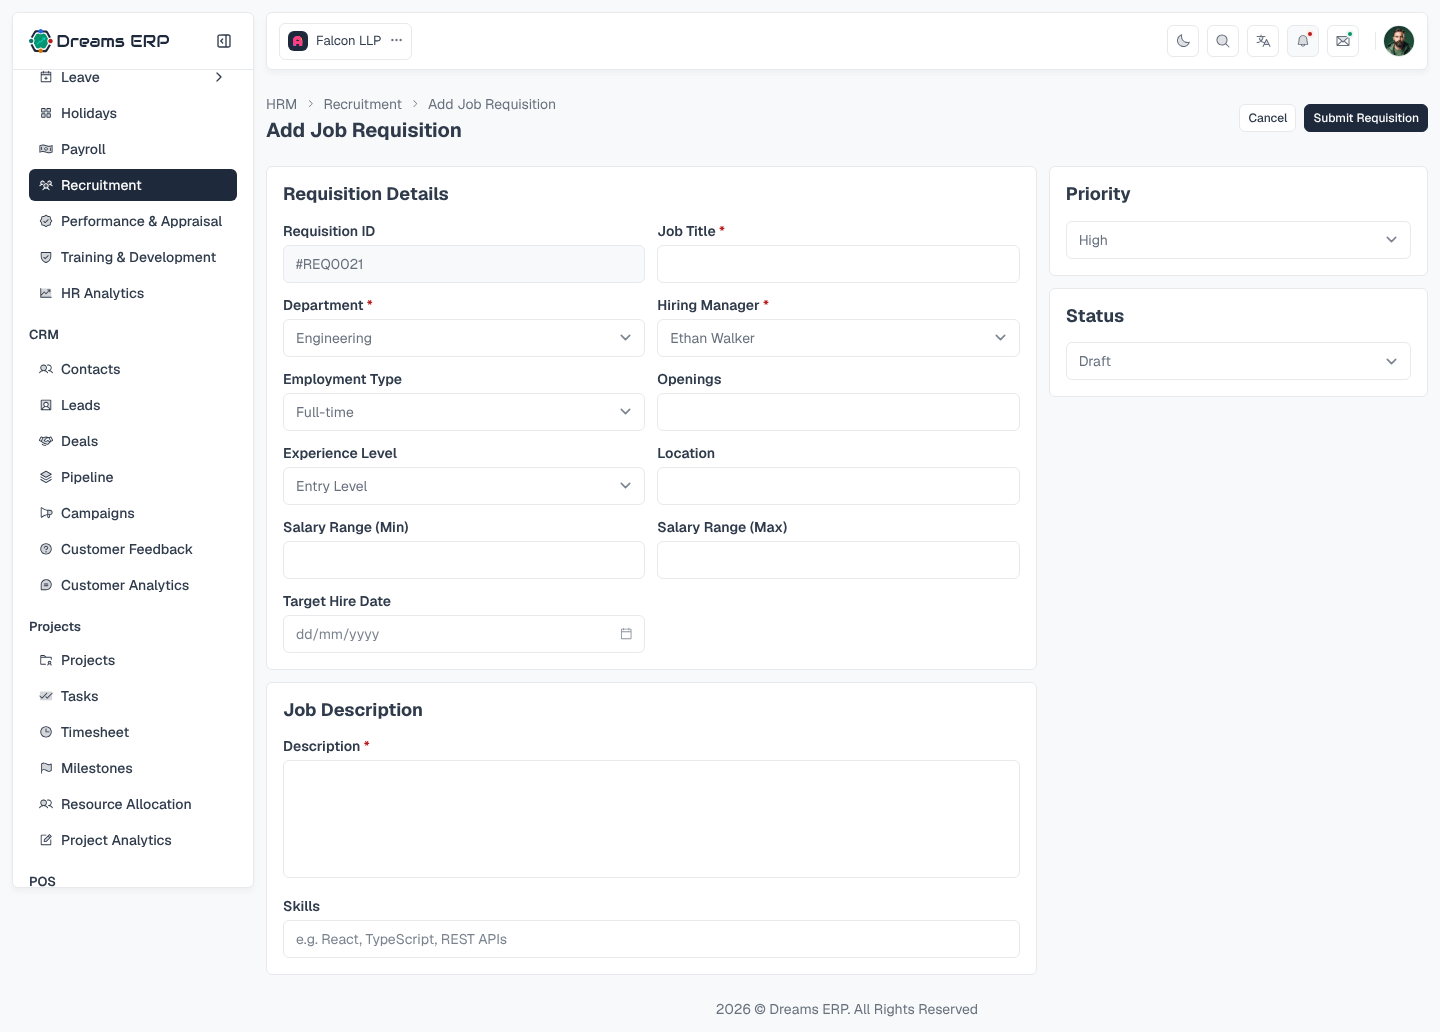 Dreams ERP
Leave
Holidays
Payroll
Recruitment
Performance & Appraisal
Training & Development
HR Analytics
CRM
Contacts
Leads
Deals
Pipeline
Campaigns
Customer Feedback
Customer Analytics
Projects
Projects
Tasks
Timesheet
Milestones
Resource Allocation
Project Analytics
POS
Falcon LLP
HRM > Recruitment > Add Job Requisition
Add Job Requisition
Cancel
Submit Requisition
Requisition Details
Requisition ID
#REQ0021
Job Title *
Department *
Engineering
Hiring Manager *
Ethan Walker
Employment Type
Full-time
Openings
Experience Level
Entry Level
Location
Salary Range (Min)
Salary Range (Max)
Target Hire Date
dd/mm/yyyy
Job Description
Description *
Skills
e.g. React, TypeScript, REST APIs
Priority
High
Status
Draft
2026 © Dreams ERP. All Rights Reserved